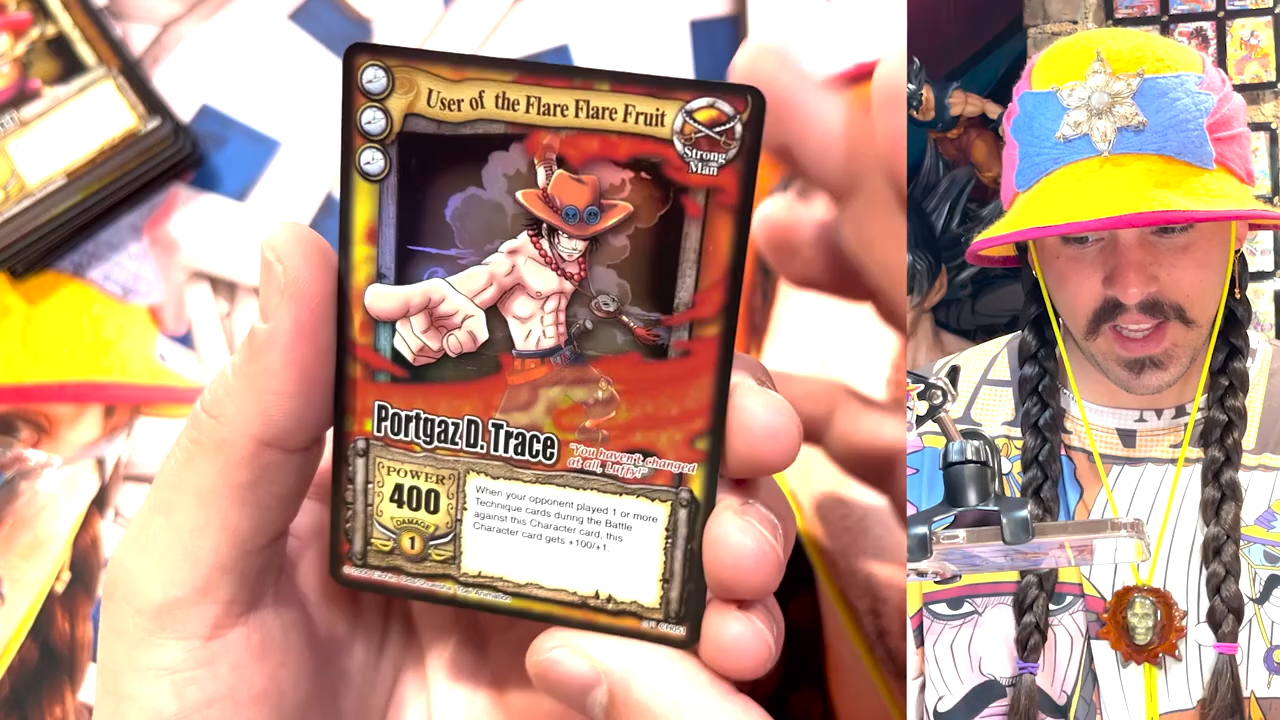 User of the Flare Flare Fruit
Strong
Man
Portgaz D. Trace
"You haven't changed
at all, Luffy!"
POWER
400
DAMAGE
1
When your opponent played 1 or more
Technique cards during the Battle
against this Character card, this
Character card gets +100/+1.
Toei Animation